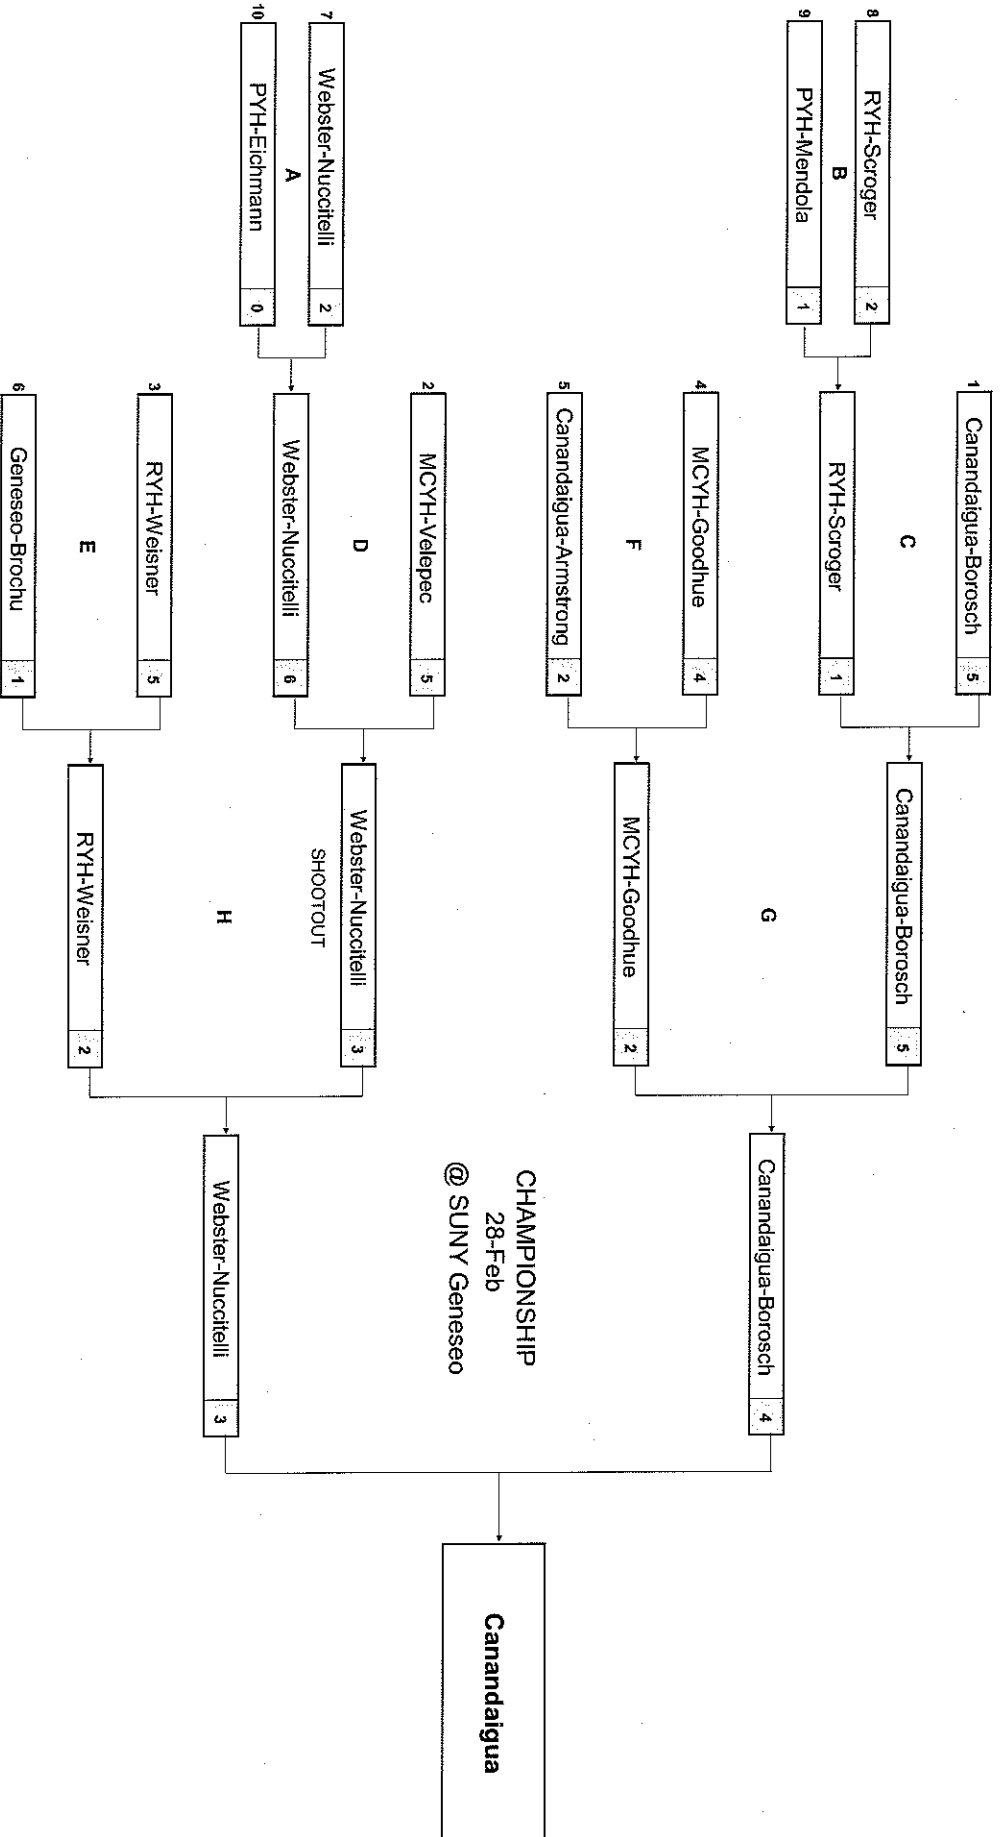 1 Canandaigua-Borosch 5
C
8 RYH-Scroger 2
B
9 PYH-Mendola 1
RYH-Scroger 1
Canandaigua-Borosch 5
G
4 MCYH-Goodhue 4
F
5 Canandaigua-Armstrong 2
MCYH-Goodhue 2
Canandaigua-Borosch 4
CHAMPIONSHIP
28-Feb
@ SUNY Geneseo
Canandaigua
2 MCYH-Velepec 5
D
7 Webster-Nuccitelli 2
A
10 PYH-Eichmann 0
Webster-Nuccitelli 6
Webster-Nuccitelli 3
SHOOTOUT
H
3 RYH-Weisner 5
E
6 Geneseo-Brochu 1
RYH-Weisner 2
Webster-Nuccitelli 3